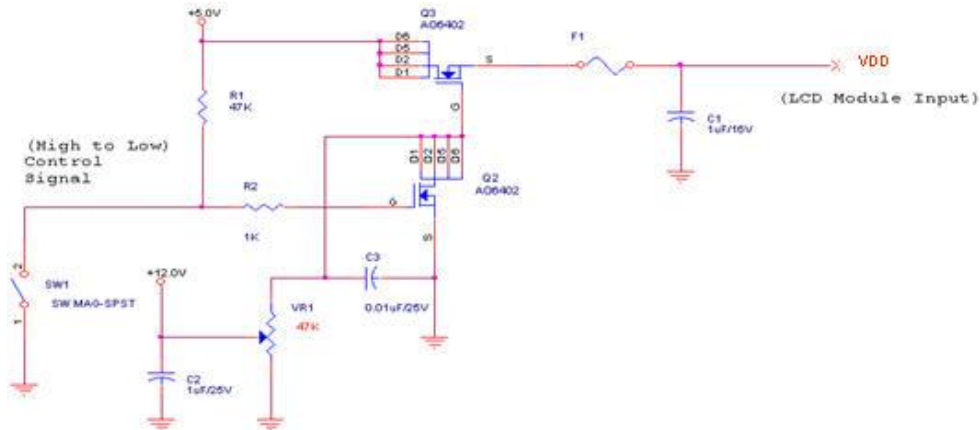 +5.0V
Q3
AO6402
D6
D5
D2
D1
S
G
F1
VDD
(LCD Module Input)
R1
47K
C1
1uF/16V
(High to Low)
Control
Signal
D1
D2
D5
D6
Q2
AO6402
R2
G
1K
S
2
SW1
SW MAG-SPST
1
+12.0V
C3
0.01uF/25V
VR1
47K
C2
1uF/25V